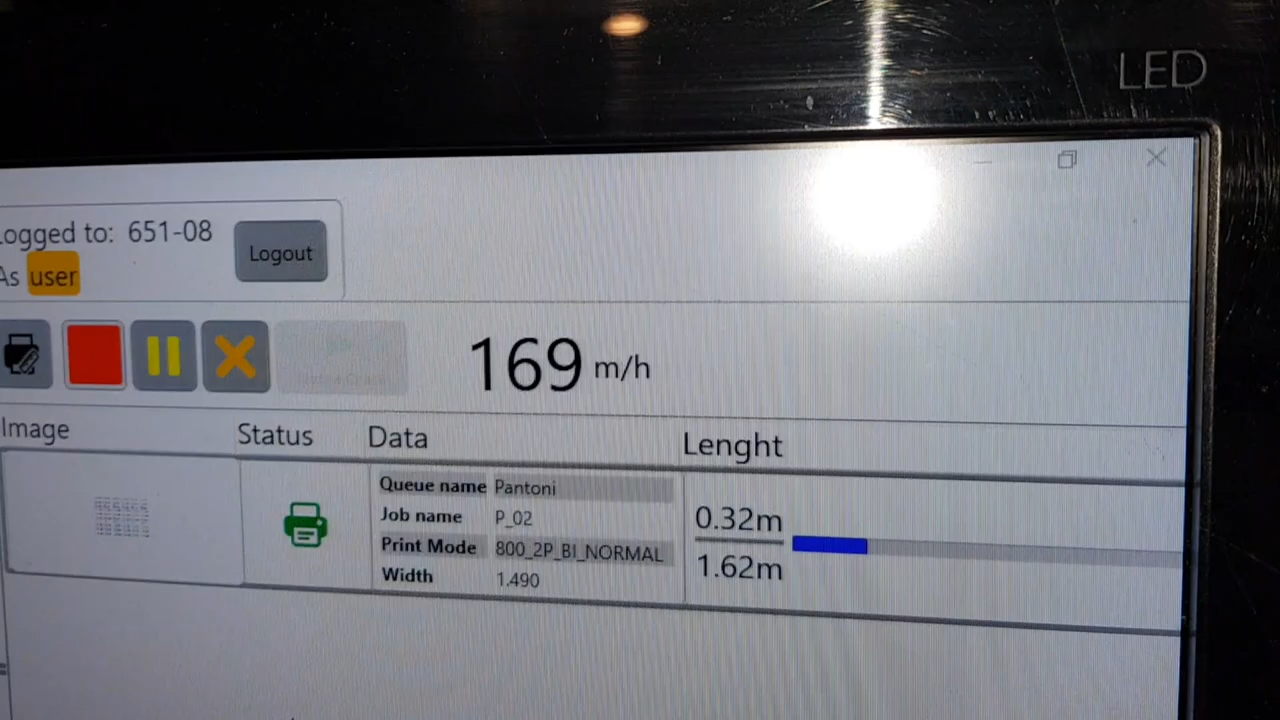 LED
Logged to: 651-08
Logout
As user
169 m/h
Image Status Data Lenght
Queue name Pantoni
Job name P_02
Print Mode 800_2P_BI_NORMAL
Width 1.490
0.32m
1.62m